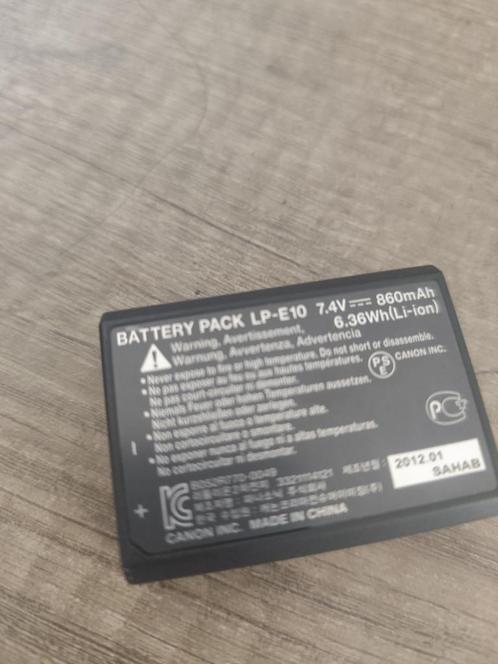 BATTERY PACK LP-E10 7.4V 860mAh
6.36Wh(Li-ion)
Warning, Avertissement,
Warnung, Avvertenza, Advertencia
• Never expose to fire or high temperature. Do not short or disassemble.
• Ne pas exposer au feu ou à de hautes températures.
Ne pas court-circuiter ni démonter.
• Niemals Feuer oder hohen Temperaturen aussetzen.
Nicht kurzschließen oder zerlegen.
• Non esporre al fuoco o a temperature alte.
Non cortocircuitare o smontare.
• No exponer nunca al fuego ni a altas temperaturas.
No cortocircuitar ni desmontar.
PS
E
CANON INC.
2012.01
SAHAB
CANON INC. MADE IN CHINA
- 
+